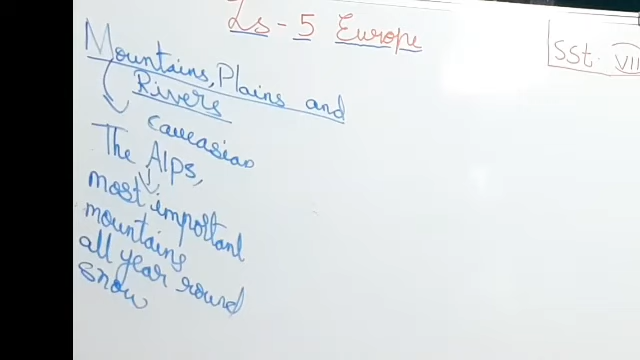 Ls - 5 Europe
SSt. VII
Mountains, Plains and
Rivers
Caucasian
The Alps,
most important
mountains
all year round
snow